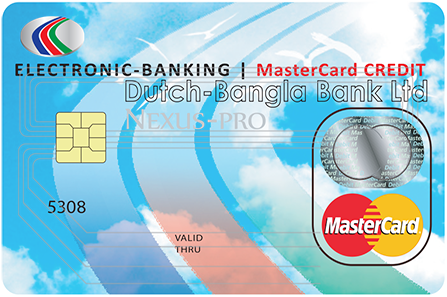 ELECTRONIC-BANKING | MasterCard CREDIT
Dutch-Bangla Bank Ltd
NEXUS-PRO
5308
VALID
THRU
MasterCard